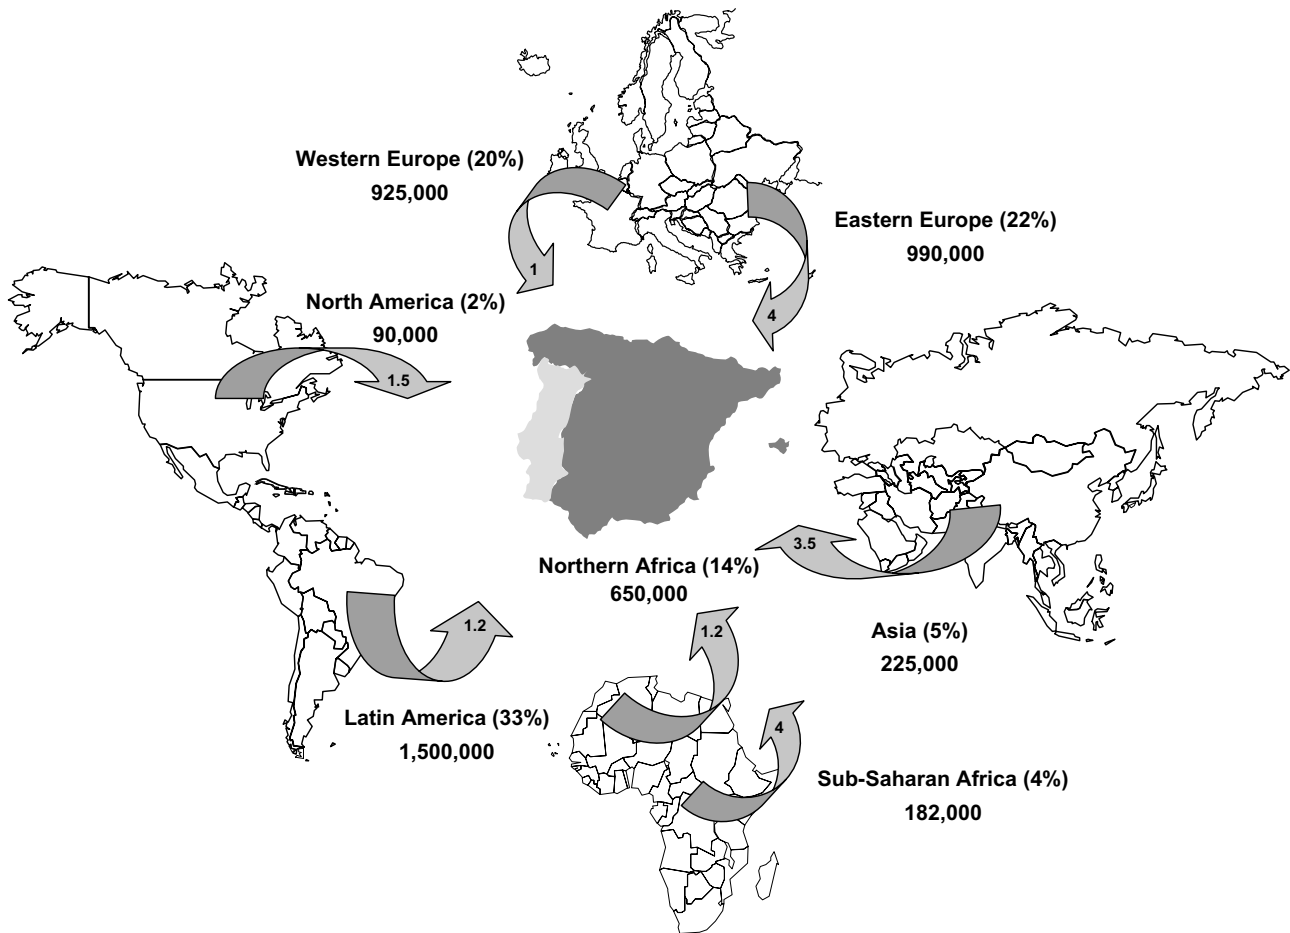 Western Europe (20%)
925,000
1
Eastern Europe (22%)
990,000
4
North America (2%)
90,000
1.5
Northern Africa (14%)
650,000
1.2
3.5
Asia (5%)
225,000
1.2
Latin America (33%)
1,500,000
4
Sub-Saharan Africa (4%)
182,000